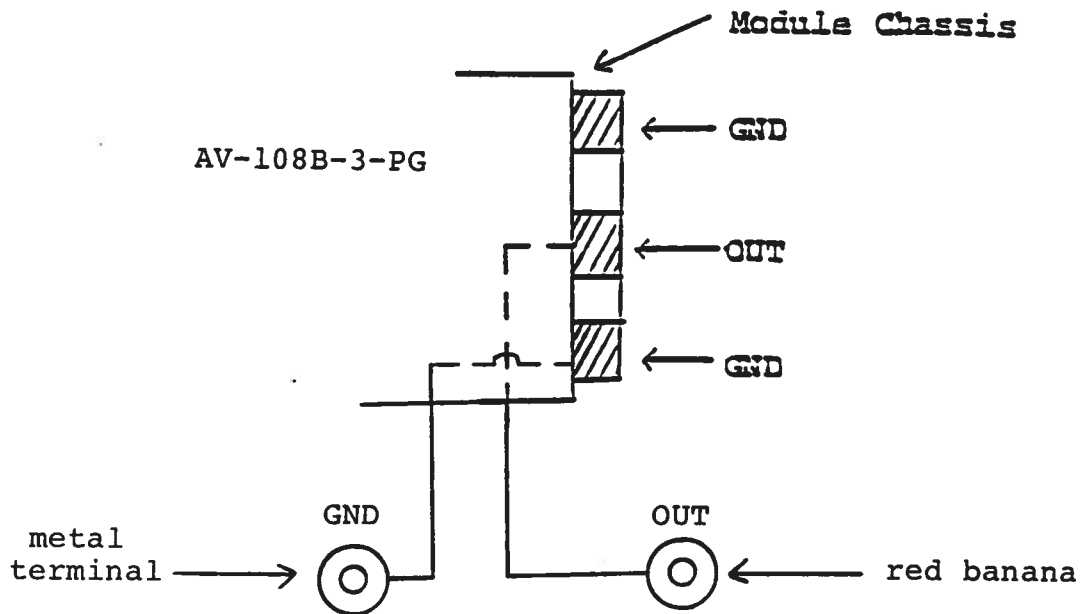 Module Chassis
GND
AV-108B-3-PG
OUT
GND
GND
OUT
metal
terminal
red banana